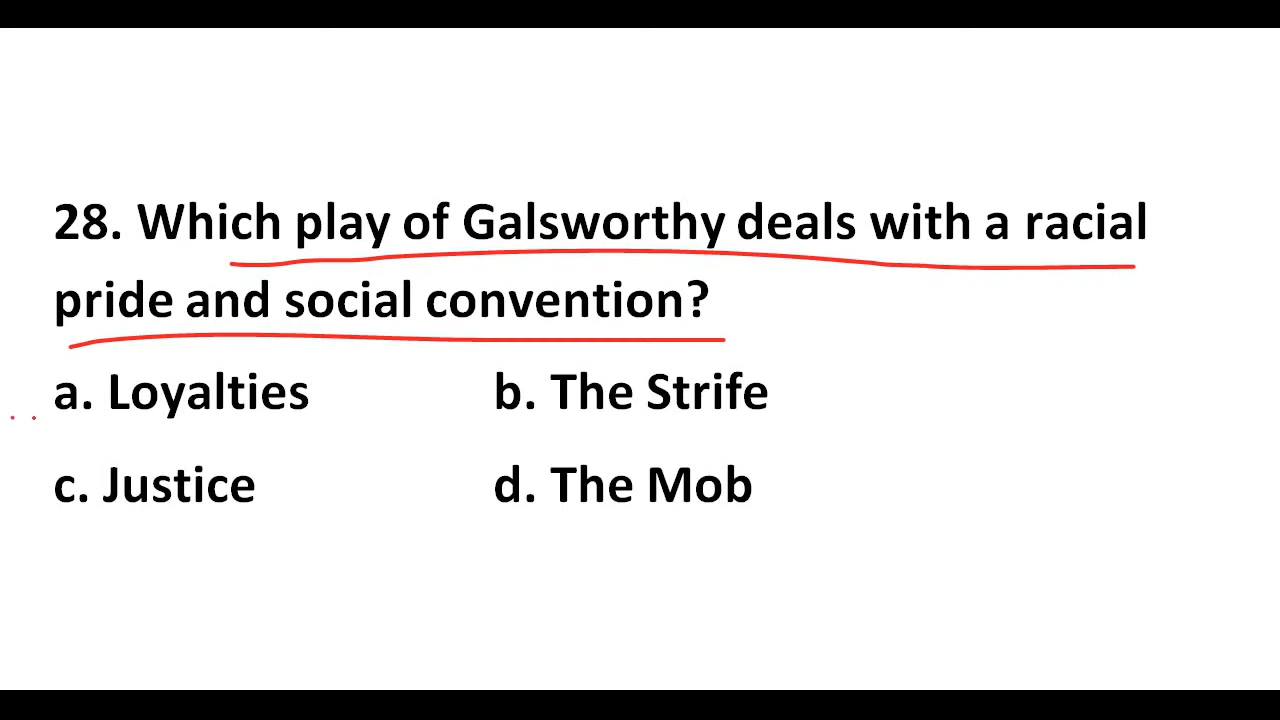 28. Which play of Galsworthy deals with a racial
pride and social convention?
a. Loyalties b. The Strife
c. Justice d. The Mob